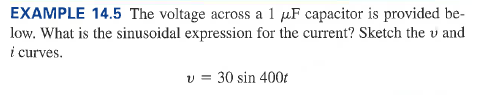 EXAMPLE 14.5 The voltage across a 1 μF capacitor is provided be-
low. What is the sinusoidal expression for the current? Sketch the v and
i curves.
v = 30 sin 400t